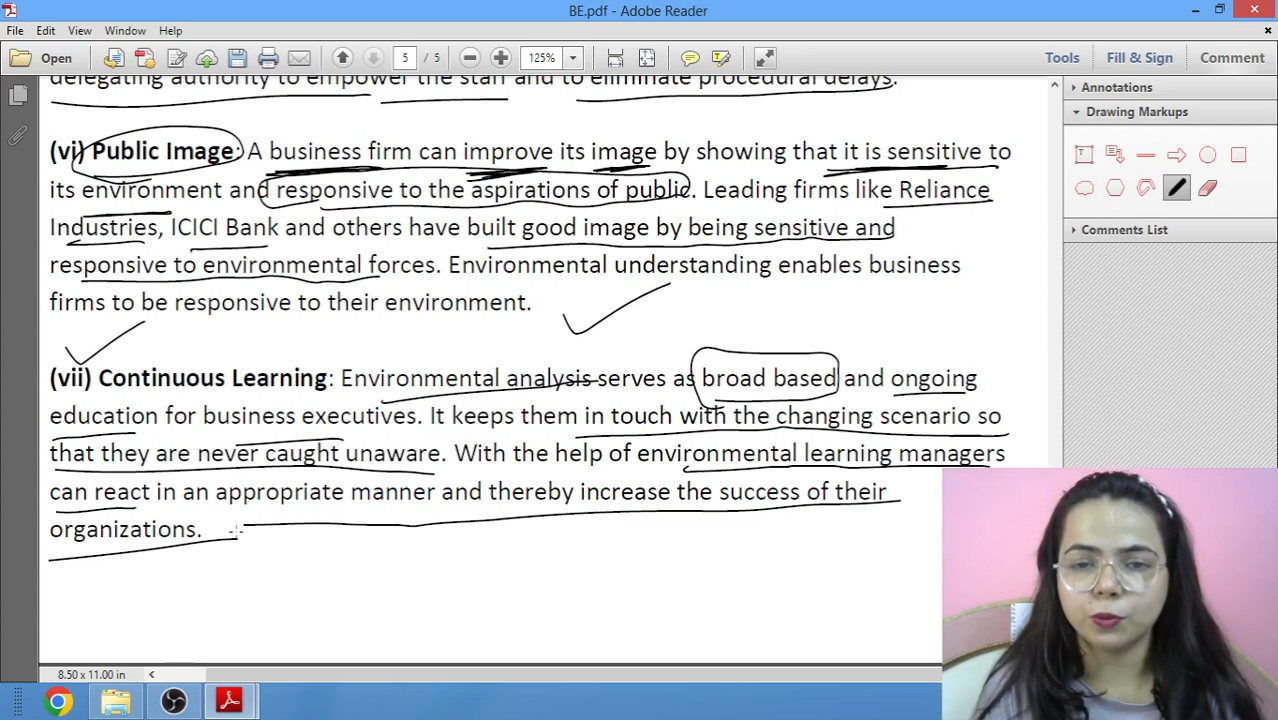 BE.pdf - Adobe Reader
File Edit View Window Help
Open 5 / 5 125% Tools Fill & Sign Comment
delegating authority to empower the staff and to eliminate procedural delays.
(vi) Public Image: A business firm can improve its image by showing that it is sensitive to
its environment and responsive to the aspirations of public. Leading firms like Reliance
Industries, ICICI Bank and others have built good image by being sensitive and
responsive to environmental forces. Environmental understanding enables business
firms to be responsive to their environment.
(vii) Continuous Learning: Environmental analysis serves as broad based and ongoing
education for business executives. It keeps them in touch with the changing scenario so
that they are never caught unaware. With the help of environmental learning managers
can react in an appropriate manner and thereby increase the success of their
organizations.
Annotations
Drawing Markups
Comments List
8.50 x 11.00 in